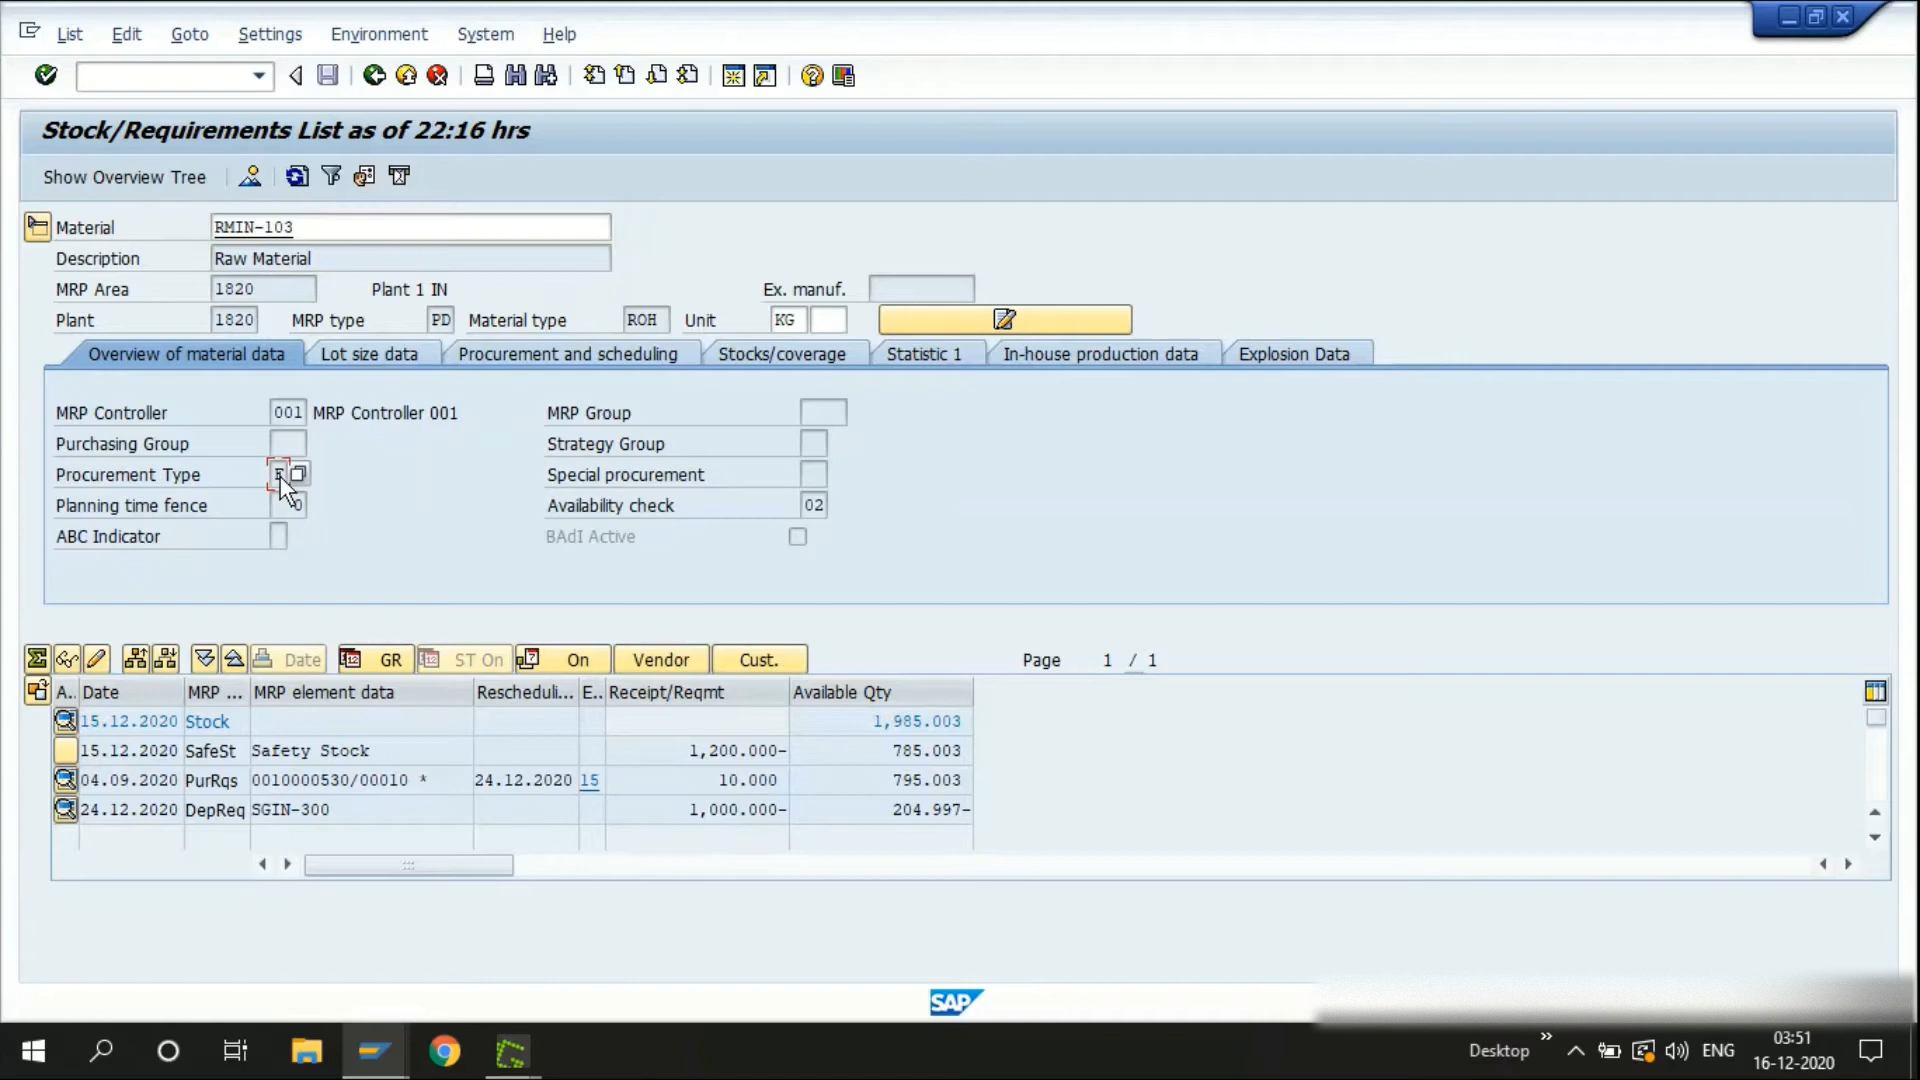 List Edit Goto Settings Environment System Help
Stock/Requirements List as of 22:16 hrs
Show Overview Tree
Material RMIN-103
Description Raw Material
MRP Area 1820 Plant 1 IN Ex. manuf.
Plant 1820 MRP type PD Material type ROH Unit KG
Overview of material data Lot size data Procurement and scheduling Stocks/coverage Statistic 1 In-house production data Explosion Data
MRP Controller 001 MRP Controller 001 MRP Group
Purchasing Group Strategy Group
Procurement Type Special procurement
Planning time fence 0 Availability check 02
ABC Indicator BAdI Active
Date GR ST On On Vendor Cust. Page 1 / 1
A.. Date MRP ... MRP element data Rescheduli... E.. Receipt/Reqmt Available Qty
15.12.2020 Stock 1,985.003
15.12.2020 SafeSt Safety Stock 1,200.000- 785.003
04.09.2020 PurRqs 0010000530/00010 * 24.12.2020 15 10.000 795.003
24.12.2020 DepReq SGIN-300 1,000.000- 204.997-
SAP
Desktop ENG 03:51
16-12-2020